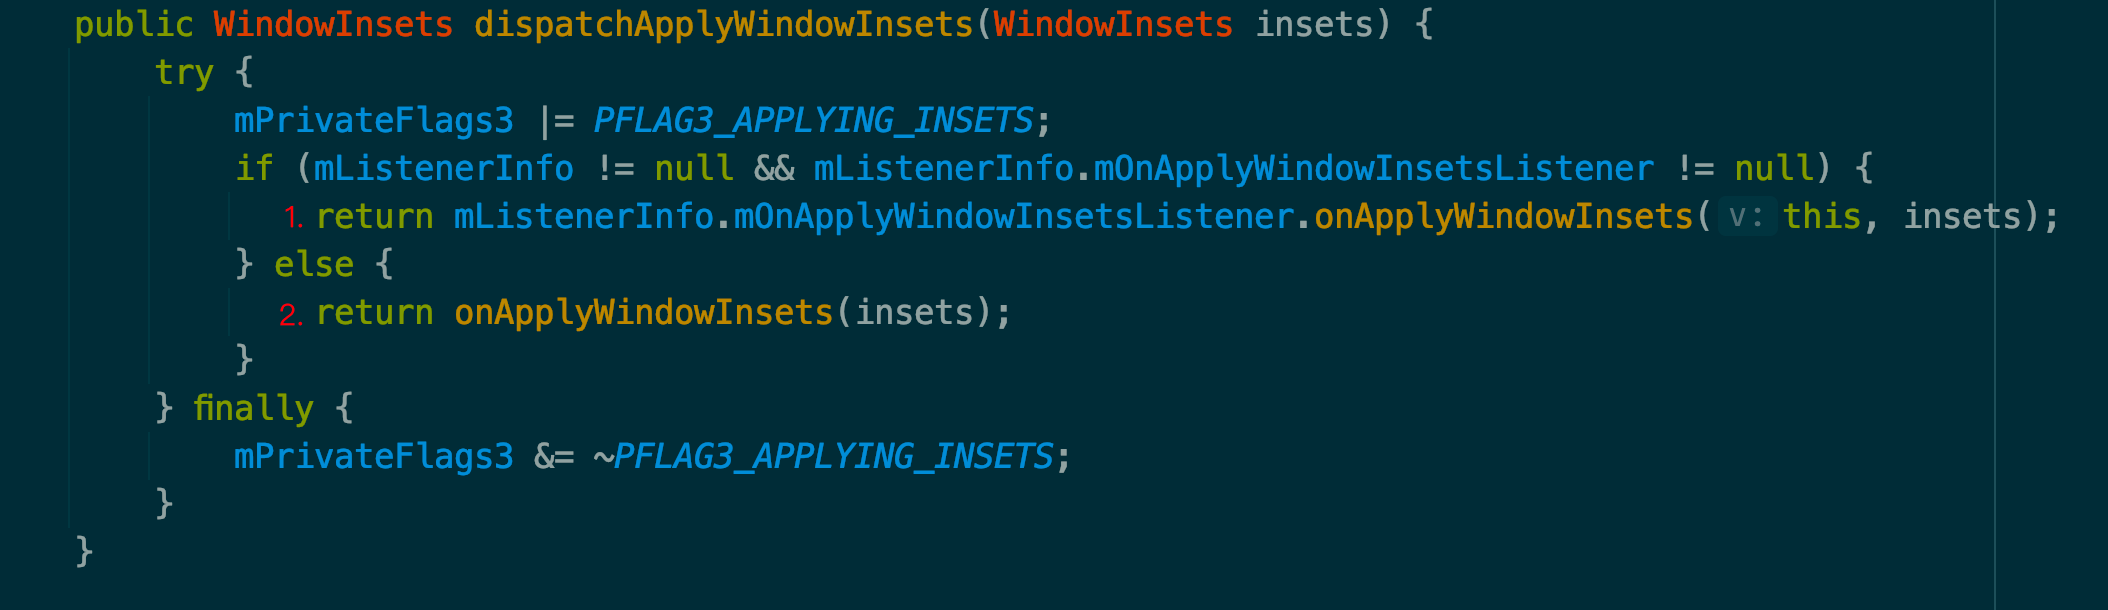 public WindowInsets dispatchApplyWindowInsets(WindowInsets insets) {
try {
mPrivateFlags3 |= PFLAG3_APPLYING_INSETS;
if (mListenerInfo != null && mListenerInfo.mOnApplyWindowInsetsListener != null) {
1. return mListenerInfo.mOnApplyWindowInsetsListener.onApplyWindowInsets( v: this, insets);
} else {
2. return onApplyWindowInsets(insets);
}
} finally {
mPrivateFlags3 &= ~PFLAG3_APPLYING_INSETS;
}
}